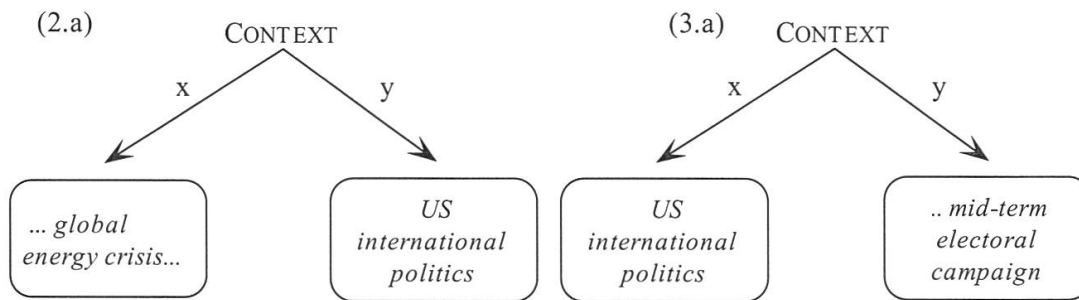 (2.a)
CONTEXT
x
y
... global
energy crisis...
US
international
politics
(3.a)
CONTEXT
x
y
US
international
politics
.. mid-term
electoral
campaign